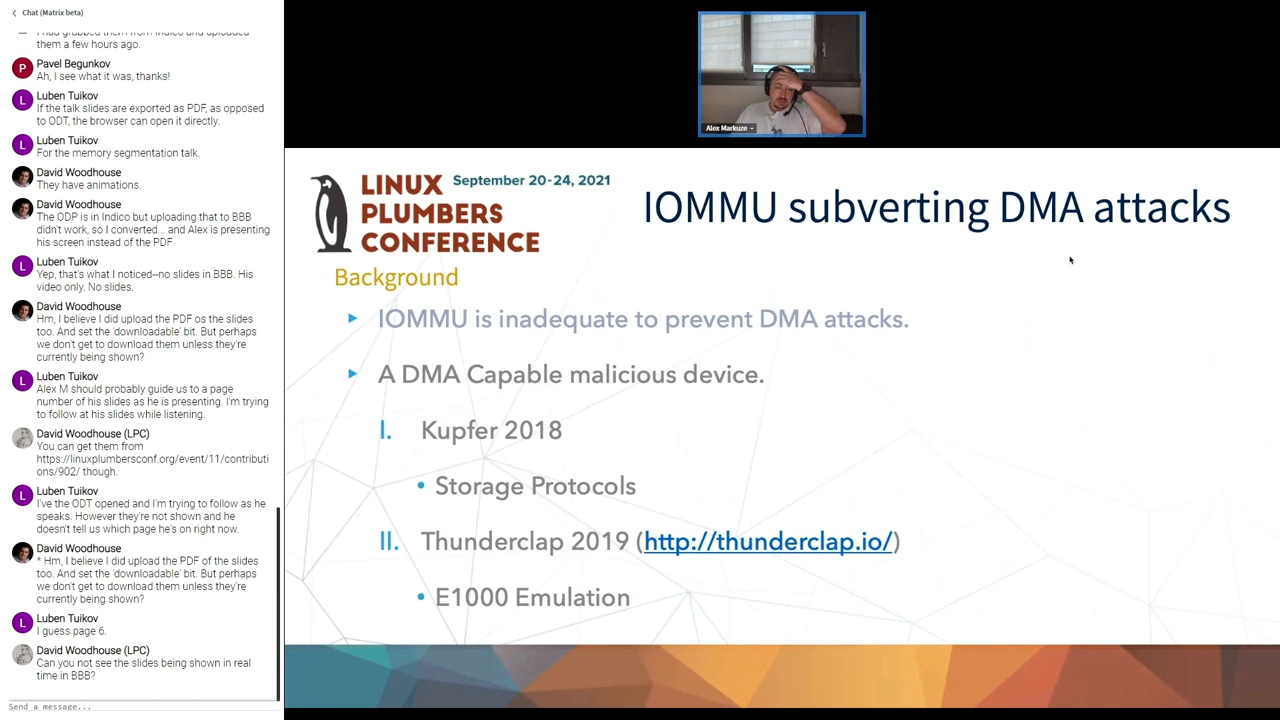 Chat (Matrix beta)
I had grabbed them from Indico and uploaded
them a few hours ago.
P
Pavel Begunkov
Ah, I see what it was, thanks!
L
Luben Tuikov
If the talk slides are exported as PDF, as opposed
to ODT, the browser can open it directly.
L
Luben Tuikov
For the memory segmentation talk.
David Woodhouse
They have animations.
David Woodhouse
The ODP is in Indico but uploading that to BBB
didn't work, so I converted... and Alex is presenting
his screen instead of the PDF
L
Luben Tuikov
Yep, that's what I noticed--no slides in BBB. His
video only. No slides.
David Woodhouse
Hm, I believe I did upload the PDF os the slides
too. And set the 'downloadable' bit. But perhaps
we don't get to download them unless they're
currently being shown?
L
Luben Tuikov
Alex M should probably guide us to a page
number of his slides as he is presenting. I'm trying
to follow at his slides while listening.
David Woodhouse (LPC)
You can get them from
https://linuxplumbersconf.org/event/11/contributi
ons/902/ though.
L
Luben Tuikov
I've the ODT opened and I'm trying to follow as he
speaks. However they're not shown and he
doesn't tell us which page he's on right now.
David Woodhouse
* Hm, I believe I did upload the PDF of the slides
too. And set the 'downloadable' bit. But perhaps
we don't get to download them unless they're
currently being shown?
L
Luben Tuikov
I guess page 6.
David Woodhouse (LPC)
Can you not see the slides being shown in real
time in BBB?
Send a message...
Alex Markuze
LINUX
PLUMBERS
CONFERENCE
September 20-24, 2021
IOMMU subverting DMA attacks
Background
IOMMU is inadequate to prevent DMA attacks.
A DMA Capable malicious device.
I. Kupfer 2018
• Storage Protocols
II. Thunderclap 2019 (http://thunderclap.io/)
• E1000 Emulation